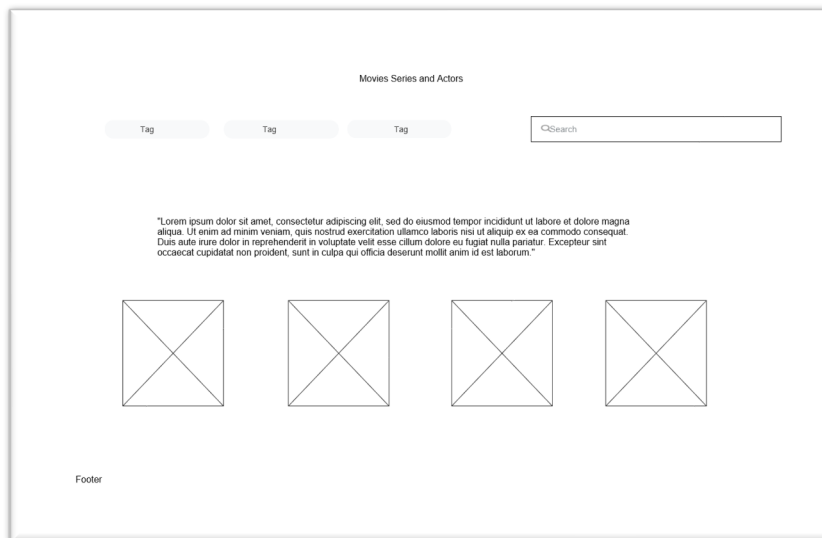 Movies Series and Actors
Tag
Tag
Tag
Search
"Lorem ipsum dolor sit amet, consectetur adipiscing elit, sed do eiusmod tempor incididunt ut labore et dolore magna
aliqua. Ut enim ad minim veniam, quis nostrud exercitation ullamco laboris nisi ut aliquip ex ea commodo consequat.
Duis aute irure dolor in reprehenderit in voluptate velit esse cillum dolore eu fugiat nulla pariatur. Excepteur sint
occaecat cupidatat non proident, sunt in culpa qui officia deserunt mollit anim id est laborum."
Footer